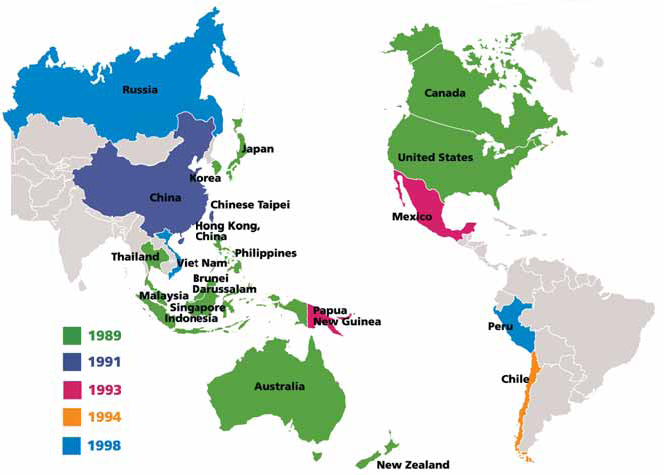 Russia
Canada
Japan
United States
Korea
China
Chinese Taipei
Mexico
Hong Kong,
China
Thailand
Viet Nam
Philippines
Brunei
Darussalam
Malaysia
Singapore
Indonesia
Papua
New Guinea
Peru
Chile
Australia
New Zealand
1989
1991
1993
1994
1998